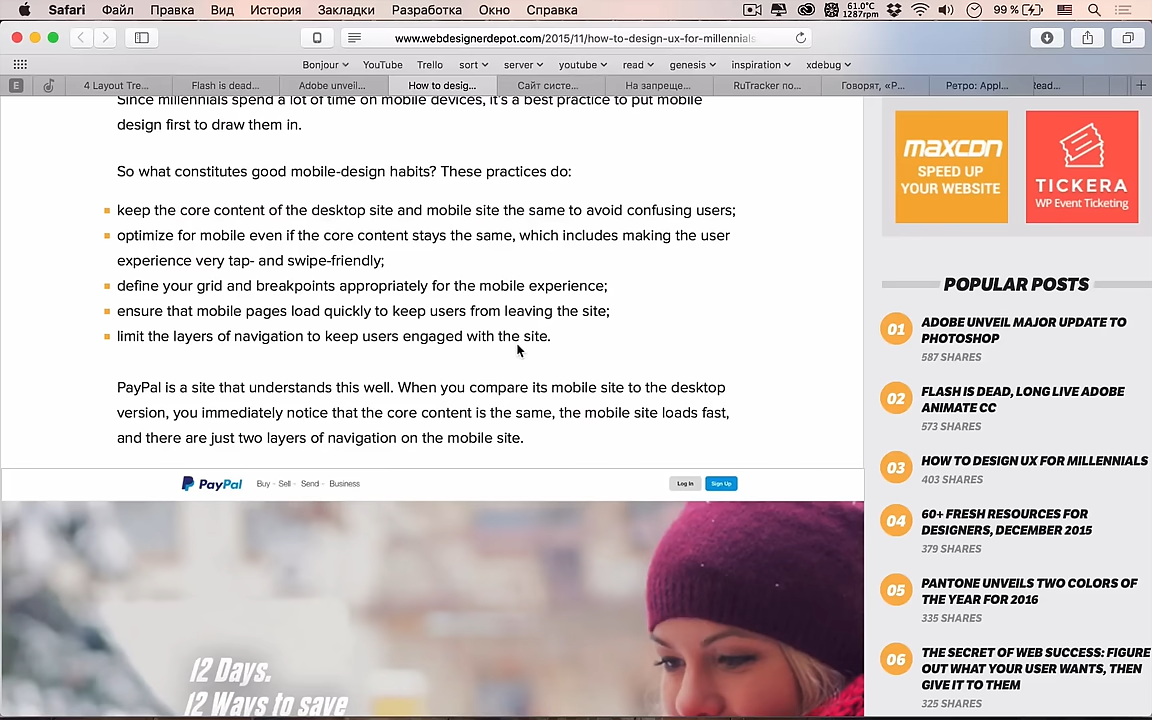 Safari Файл Правка Вид История Закладки Разработка Окно Справка
61.0°C
1287rpm
99 %
www.webdesignerdepot.com/2015/11/how-to-design-ux-for-millennials
Bonjour YouTube Trello sort server youtube read genesis inspiration xdebug
E 4 Layout Tre... Flash is dead... Adobe unveil... How to desig... Сайт систе... На запреще... RuTracker по... Говорят, «Р... Ретро: Appl... Read...
Since millennials spend a lot of time on mobile devices, it's a best practice to put mobile
design first to draw them in.
So what constitutes good mobile-design habits? These practices do:
keep the core content of the desktop site and mobile site the same to avoid confusing users;
optimize for mobile even if the core content stays the same, which includes making the user
experience very tap- and swipe-friendly;
define your grid and breakpoints appropriately for the mobile experience;
ensure that mobile pages load quickly to keep users from leaving the site;
limit the layers of navigation to keep users engaged with the site.
PayPal is a site that understands this well. When you compare its mobile site to the desktop
version, you immediately notice that the core content is the same, the mobile site loads fast,
and there are just two layers of navigation on the mobile site.
PayPal Buy Sell Send Business Log In Sign Up
12 Days.
12 Ways to save
maxcdn
SPEED UP
YOUR WEBSITE
TICKERA
WP Event Ticketing
POPULAR POSTS
01 ADOBE UNVEIL MAJOR UPDATE TO
PHOTOSHOP
587 SHARES
02 FLASH IS DEAD, LONG LIVE ADOBE
ANIMATE CC
573 SHARES
03 HOW TO DESIGN UX FOR MILLENNIALS
403 SHARES
04 60+ FRESH RESOURCES FOR
DESIGNERS, DECEMBER 2015
379 SHARES
05 PANTONE UNVEILS TWO COLORS OF
THE YEAR FOR 2016
335 SHARES
06 THE SECRET OF WEB SUCCESS: FIGURE
OUT WHAT YOUR USER WANTS, THEN
GIVE IT TO THEM
325 SHARES